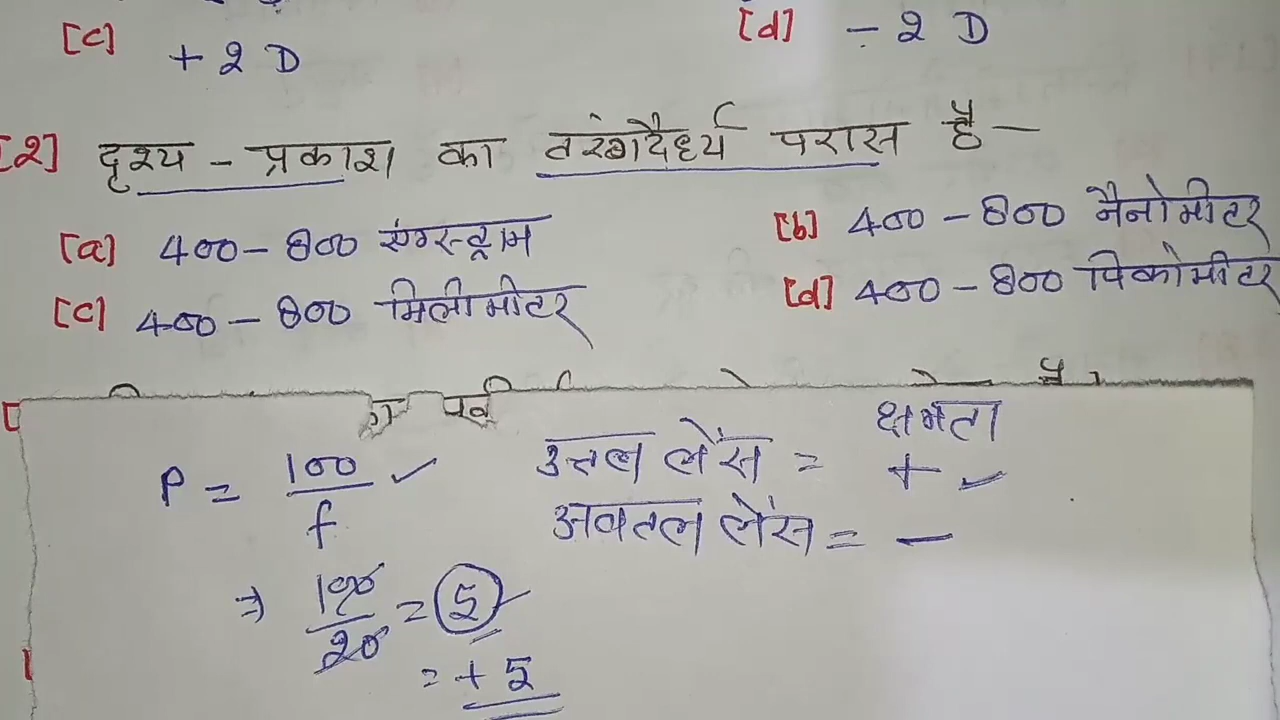 [c] + 2 D [d] - 2 D
[2] दृश्य - प्रकाश का तरंगदैर्ध्य परास है -
[a] 400 - 800 एंग्स्ट्राम [b] 400 - 800 नैनोमीटर
[c] 400 - 800 मिलीमीटर [d] 400 - 800 पिकोमीटर
क्षमता
P = 100/f ✓ उत्तल लेंस = + ✓
अवतल लेंस = -
⇒ 100/20 = 5
= + 5